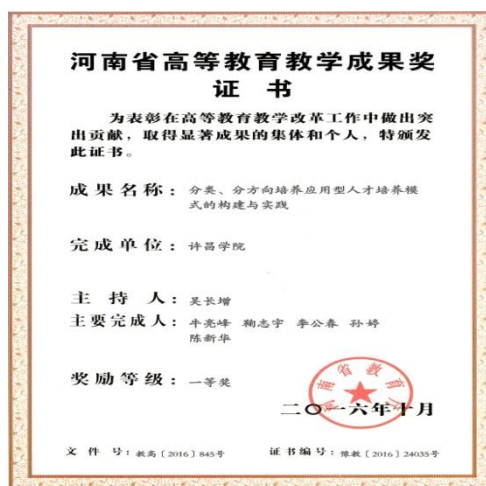 河南省高等教育教学成果奖
证 书
为表彰在高等教育教学改革工作中做出突
出贡献，取得显著成果的集体和个人，特颁发
此证书。
成果名称：分类、分方向培养应用型人才培养模
式的构建与实践
完成单位：许昌学院
主 持 人：吴长增
主要完成人：牛亮峰 鞠志宇 李公春 孙婷
陈新华
奖励等级：一等奖
河南省教育厅
二〇一六年十月
文 件 号：教高〔2016〕845号 证书编号：豫教〔2016〕24035号